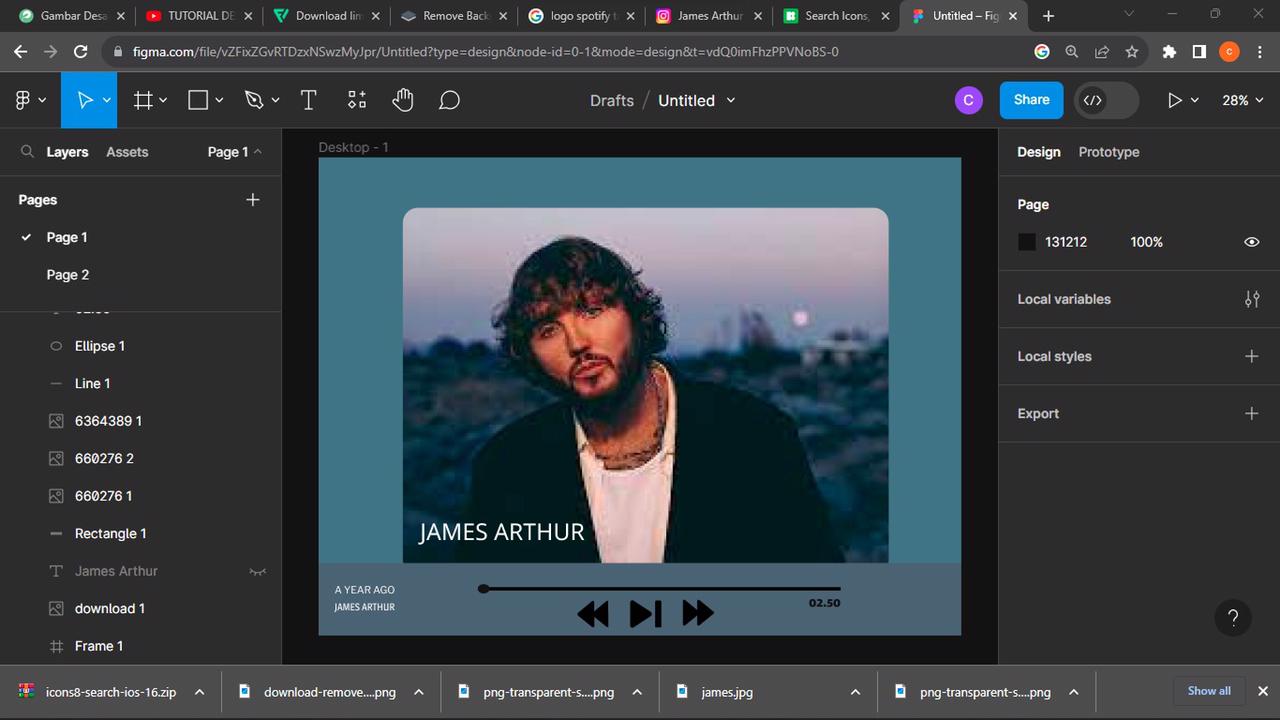 Gambar Desa
TUTORIAL DE
Download lim
Remove Back
logo spotify t
James Arthur
Search Icons,
Untitled – Fig
figma.com/file/vZFixZGvRTDzxNSwzMyJpr/Untitled?type=design&node-id=0-1&mode=design&t=vdQ0imFhzPPVNoBS-0
C
Drafts / Untitled
C
Share
28%
Layers
Assets
Page 1
Desktop - 1
Design
Prototype
Pages
Page 1
Page 2
Page
131212
100%
Local variables
Local styles
Export
Ellipse 1
Line 1
6364389 1
660276 2
660276 1
Rectangle 1
James Arthur
download 1
Frame 1
JAMES ARTHUR
A YEAR AGO
JAMES ARTHUR
02.50
?
icons8-search-ios-16.zip
download-remove....png
png-transparent-s....png
james.jpg
png-transparent-s....png
Show all